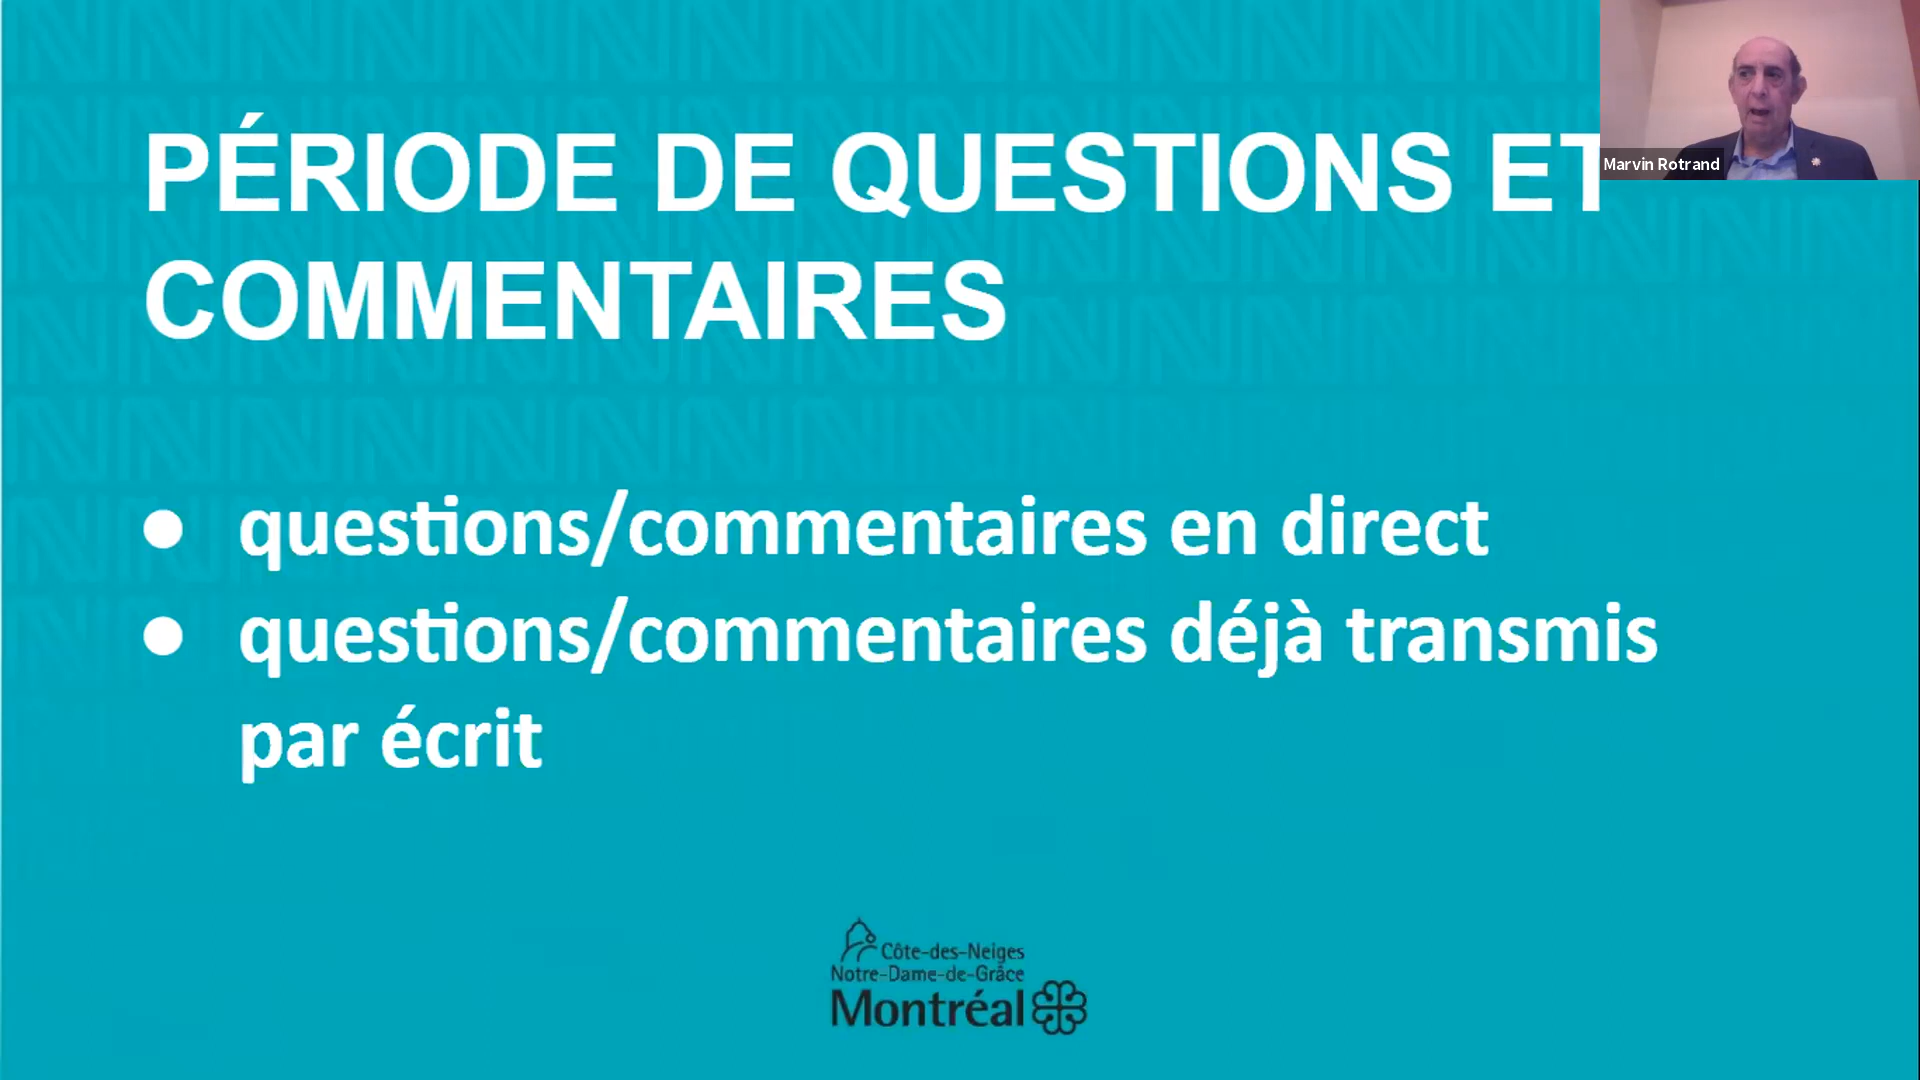 PÉRIODE DE QUESTIONS ET
COMMENTAIRES
Marvin Rotrand
● questions/commentaires en direct
● questions/commentaires déjà transmis
par écrit
Côte-des-Neiges
Notre-Dame-de-Grâce
Montréal